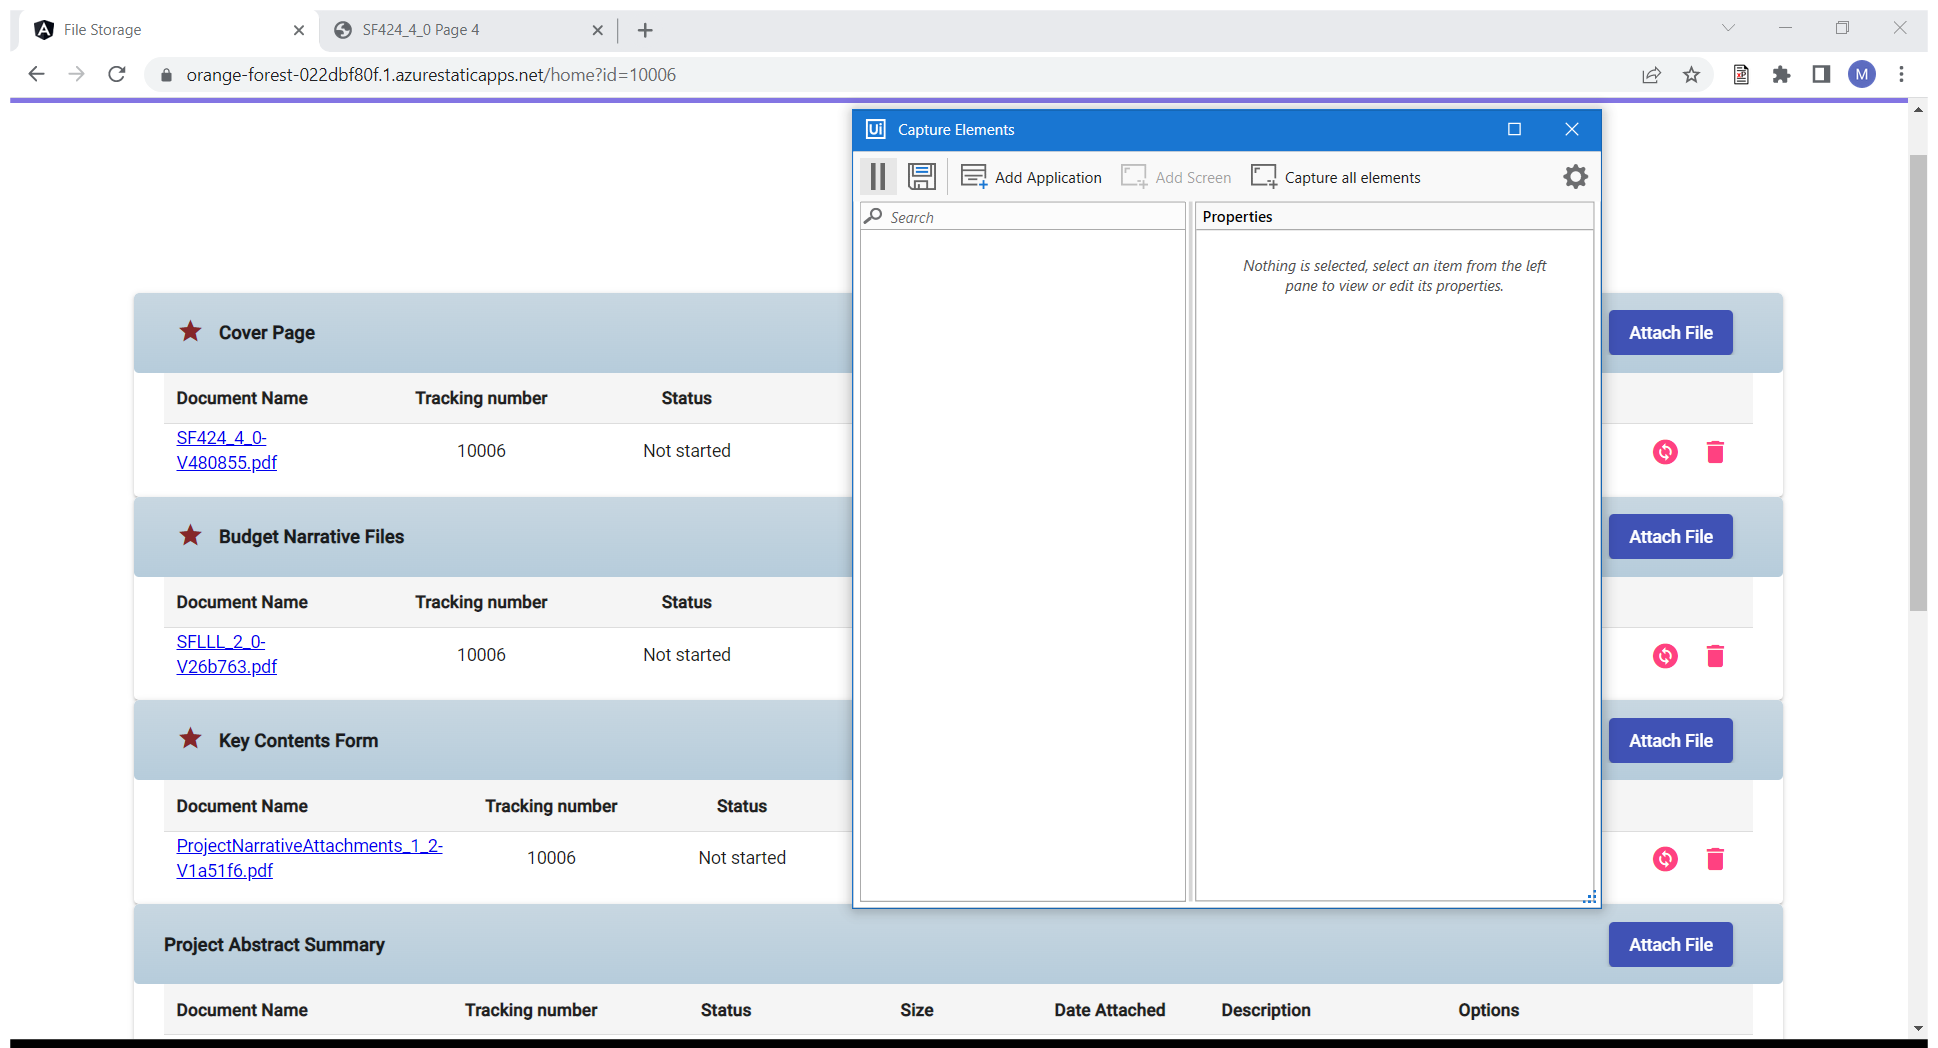 File Storage
SF424_4_0 Page 4
orange-forest-022dbf80f.1.azurestaticapps.net/home?id=10006
M
Ui Capture Elements
Add Application Add Screen Capture all elements
Search
Properties
Nothing is selected, select an item from the left
pane to view or edit its properties.
Cover Page
Attach File
Document Name Tracking number Status
SF424_4_0-
V480855.pdf
10006 Not started
Budget Narrative Files
Attach File
Document Name Tracking number Status
SFLLL_2_0-
V26b763.pdf
10006 Not started
Key Contents Form
Attach File
Document Name Tracking number Status
ProjectNarrativeAttachments_1_2-
V1a51f6.pdf
10006 Not started
Project Abstract Summary
Attach File
Document Name Tracking number Status Size Date Attached Description Options